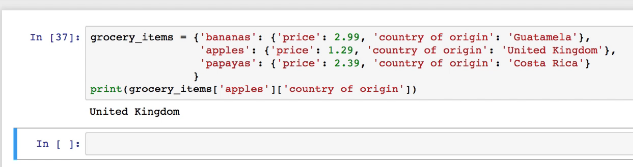 In [37]: grocery_items = {'bananas': {'price': 2.99, 'country of origin': 'Guatamela'},
'apples': {'price': 1.29, 'country of origin': 'United Kingdom'},
'papayas': {'price': 2.39, 'country of origin': 'Costa Rica'}
}
print(grocery_items['apples']['country of origin'])
United Kingdom
In [ ]: